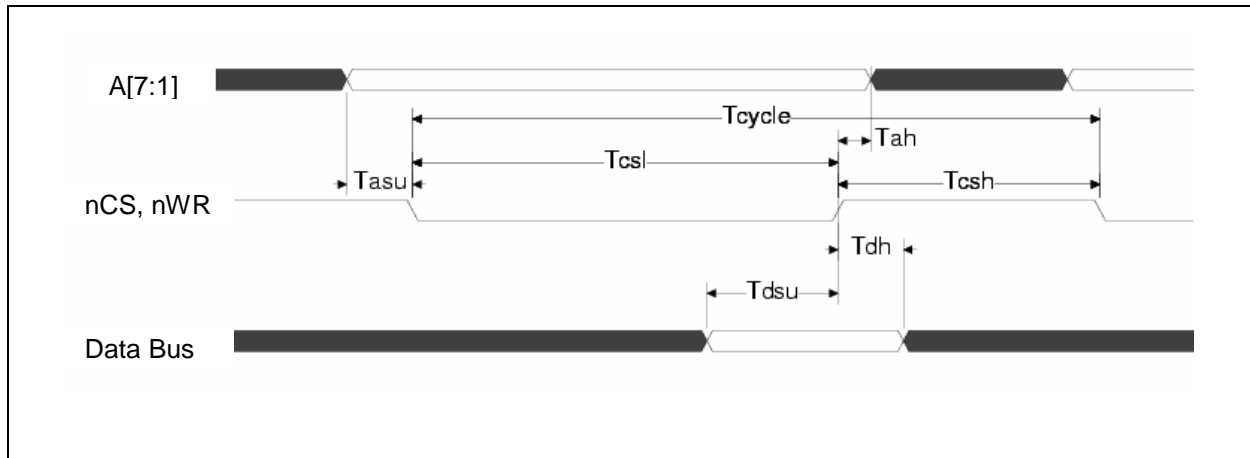 A[7:1]
Tcycle
Tah
Tcsl
Tasu
Tcsh
nCS, nWR
Tdh
Tdsu
Data Bus